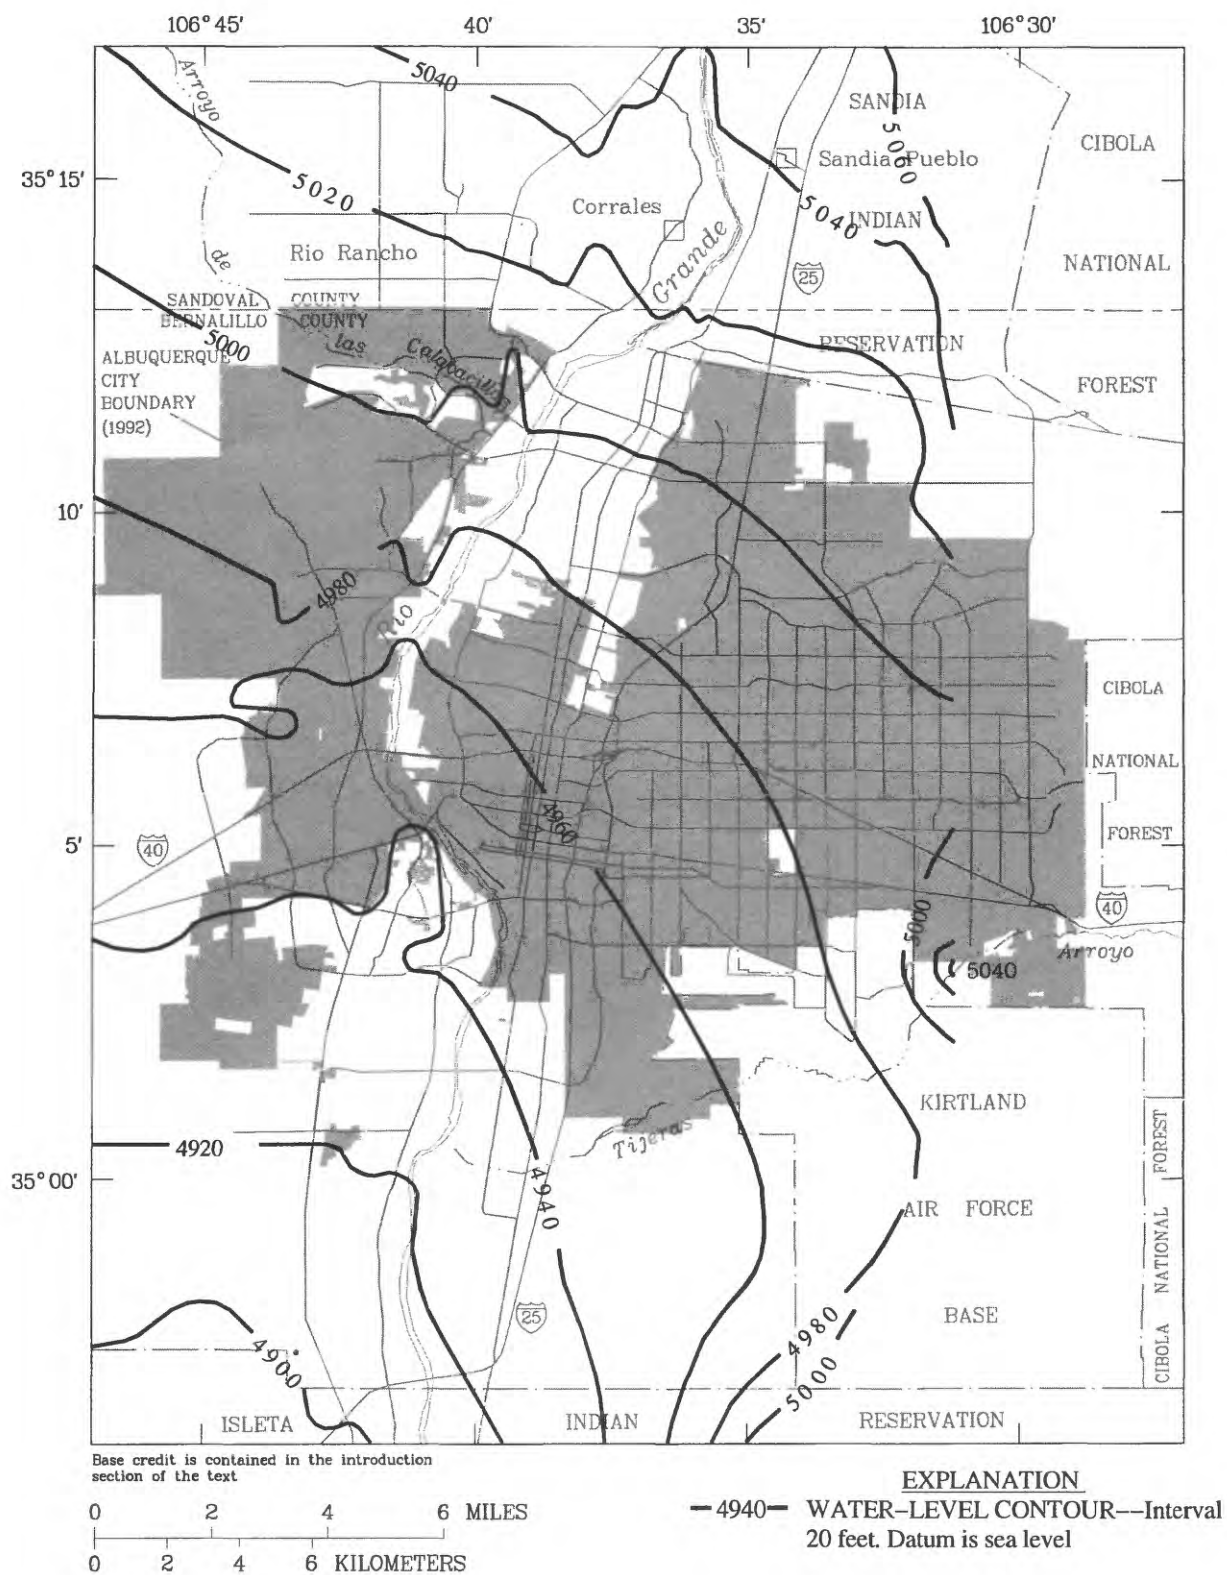 106°45' 40' 35' 106°30'
Arroyo
5040
SANDIA
5060
CIBOLA
Sandia Pueblo
35°15'
5020
5040
Corrales
INDIAN
Rio Rancho
de
Grande
NATIONAL
25
SANDOVAL COUNTY
BERNALILLO COUNTY
5000
las
Calabacillas
RESERVATION
ALBUQUERQUE
CITY
BOUNDARY
(1992)
FOREST
10'
4980
Rio
CIBOLA
NATIONAL
4960
5'
40
FOREST
40
5000
Arroyo
5040
KIRTLAND
4920
Tijeras
FOREST
35°00'
4940
AIR FORCE
NATIONAL
25
BASE
4980
4900
5000
CIBOLA
ISLETA INDIAN RESERVATION
Base credit is contained in the introduction
section of the text
0 2 4 6 MILES
0 2 4 6 KILOMETERS
EXPLANATION
—4940— WATER–LEVEL CONTOUR—Interval
20 feet. Datum is sea level